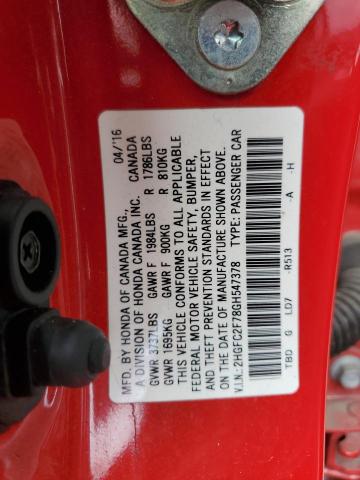 MFD. BY HONDA OF CANADA MFG., 04/'16
A DIVISION OF HONDA CANADA INC. CANADA
GVWR 3737LBS GAWR F 1984LBS R 1786LBS
GVWR 1695KG GAWR F 900KG R 810KG
THIS VEHICLE CONFORMS TO ALL APPLICABLE
FEDERAL MOTOR VEHICLE SAFETY, BUMPER,
AND THEFT PREVENTION STANDARDS IN EFFECT
ON THE DATE OF MANUFACTURE SHOWN ABOVE.
V.I.N.: 2HGFC2F78GH547378 TYPE: PASSENGER CAR
TBD G LD7 -R513 -A -H